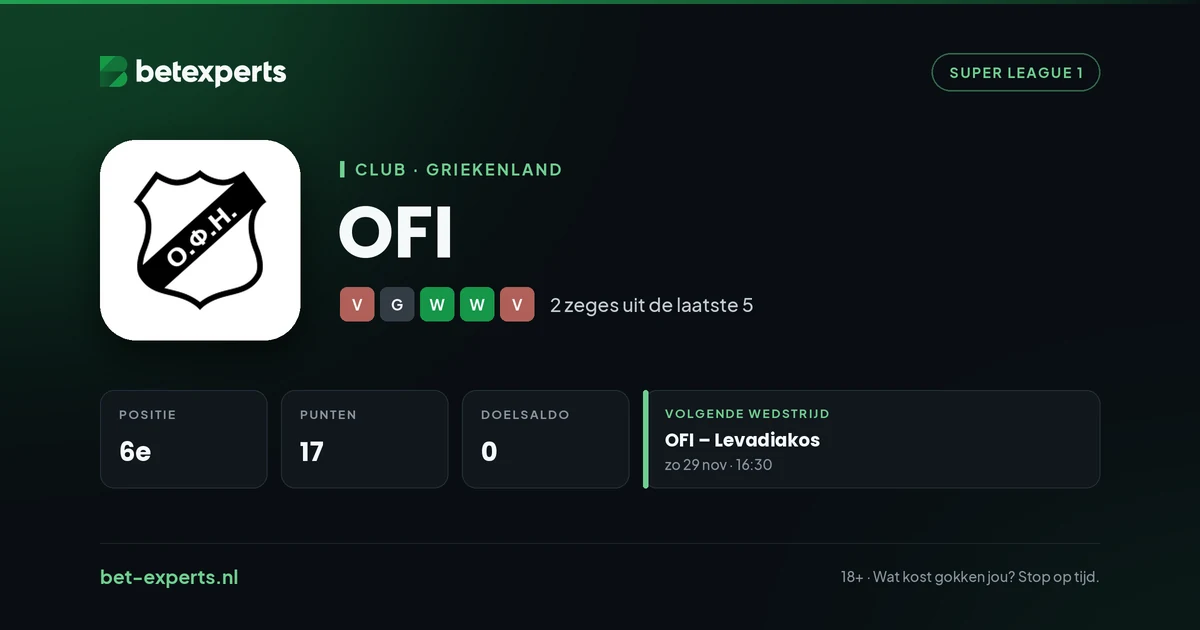 betexperts
SUPER LEAGUE 1
Ο.Φ.Η.
CLUB · GRIEKENLAND
OFI
V G W W V 2 zeges uit de laatste 5
POSITIE
6e
PUNTEN
17
DOELSALDO
0
VOLGENDE WEDSTRIJD
OFI – Levadiakos
zo 29 nov · 16:30
bet-experts.nl
18+ · Wat kost gokken jou? Stop op tijd.